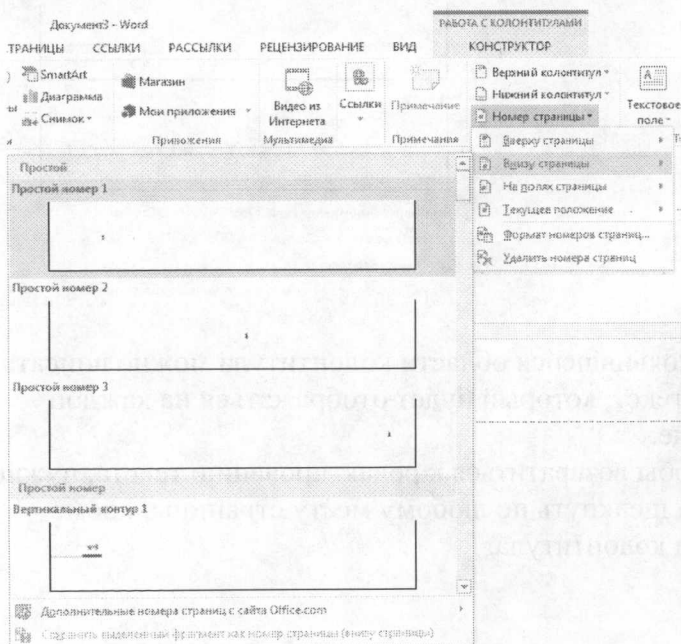 Документ3 - Word
РАБОТА С КОЛОНТИТУЛАМИ
ТРАНИЦЫ ССЫЛКИ РАССЫЛКИ РЕЦЕНЗИРОВАНИЕ ВИД КОНСТРУКТОР
SmartArt
Диаграмма
Снимок
Магазин
Мои приложения
Приложения
Видео из
Интернета
Мультимедиа
Ссылки
Примечание
Примечания
Верхний колонтитул
Нижний колонтитул
Номер страницы
Текстовое
поле
Вверху страницы
Внизу страницы
На полях страницы
Текущее положение
Формат номеров страниц...
Удалить номера страниц
Простой
Простой номер 1
Простой номер 2
Простой номер 3
Простой номер
Вертикальный контур 1
Дополнительные номера страниц с сайта Office.com
Сохранить выделенный фрагмент как номер страницы (внизу страницы)